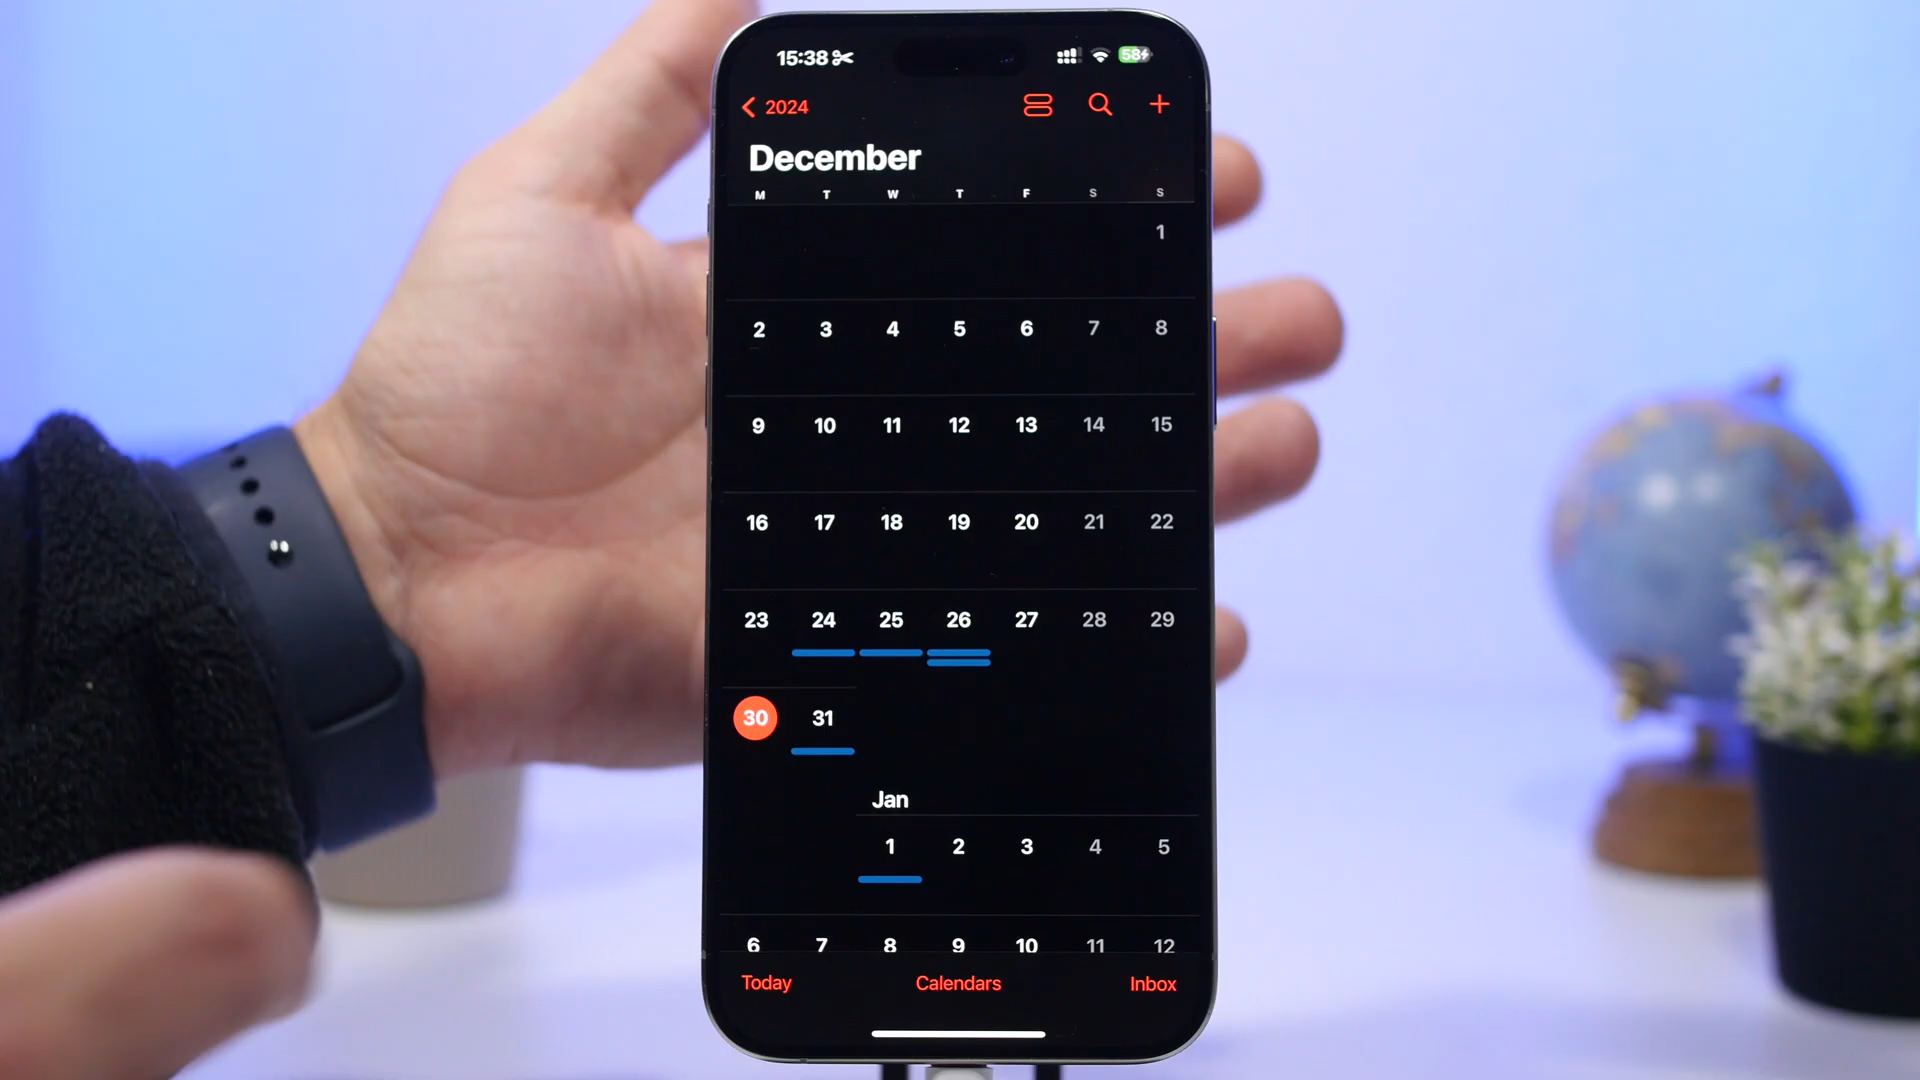 15:38 58
2024
December
M T W T F S S
1
2 3 4 5 6 7 8
9 10 11 12 13 14 15
16 17 18 19 20 21 22
23 24 25 26 27 28 29
30 31
Jan
1 2 3 4 5
6 7 8 9 10 11 12
Today Calendars Inbox